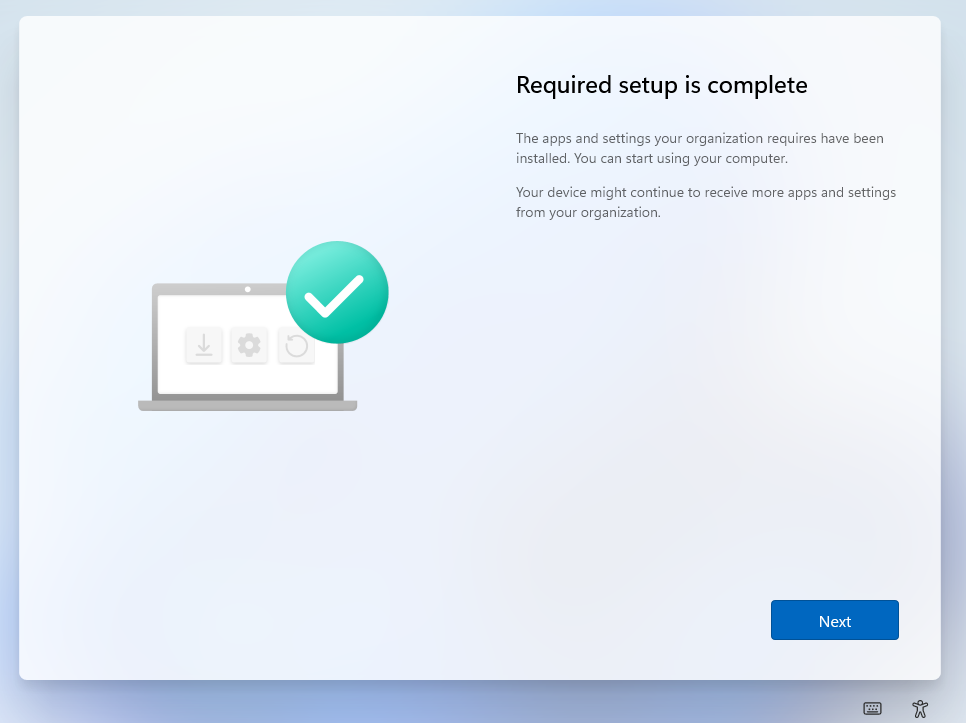 Required setup is complete
The apps and settings your organization requires have been
installed. You can start using your computer.
Your device might continue to receive more apps and settings
from your organization.
Next